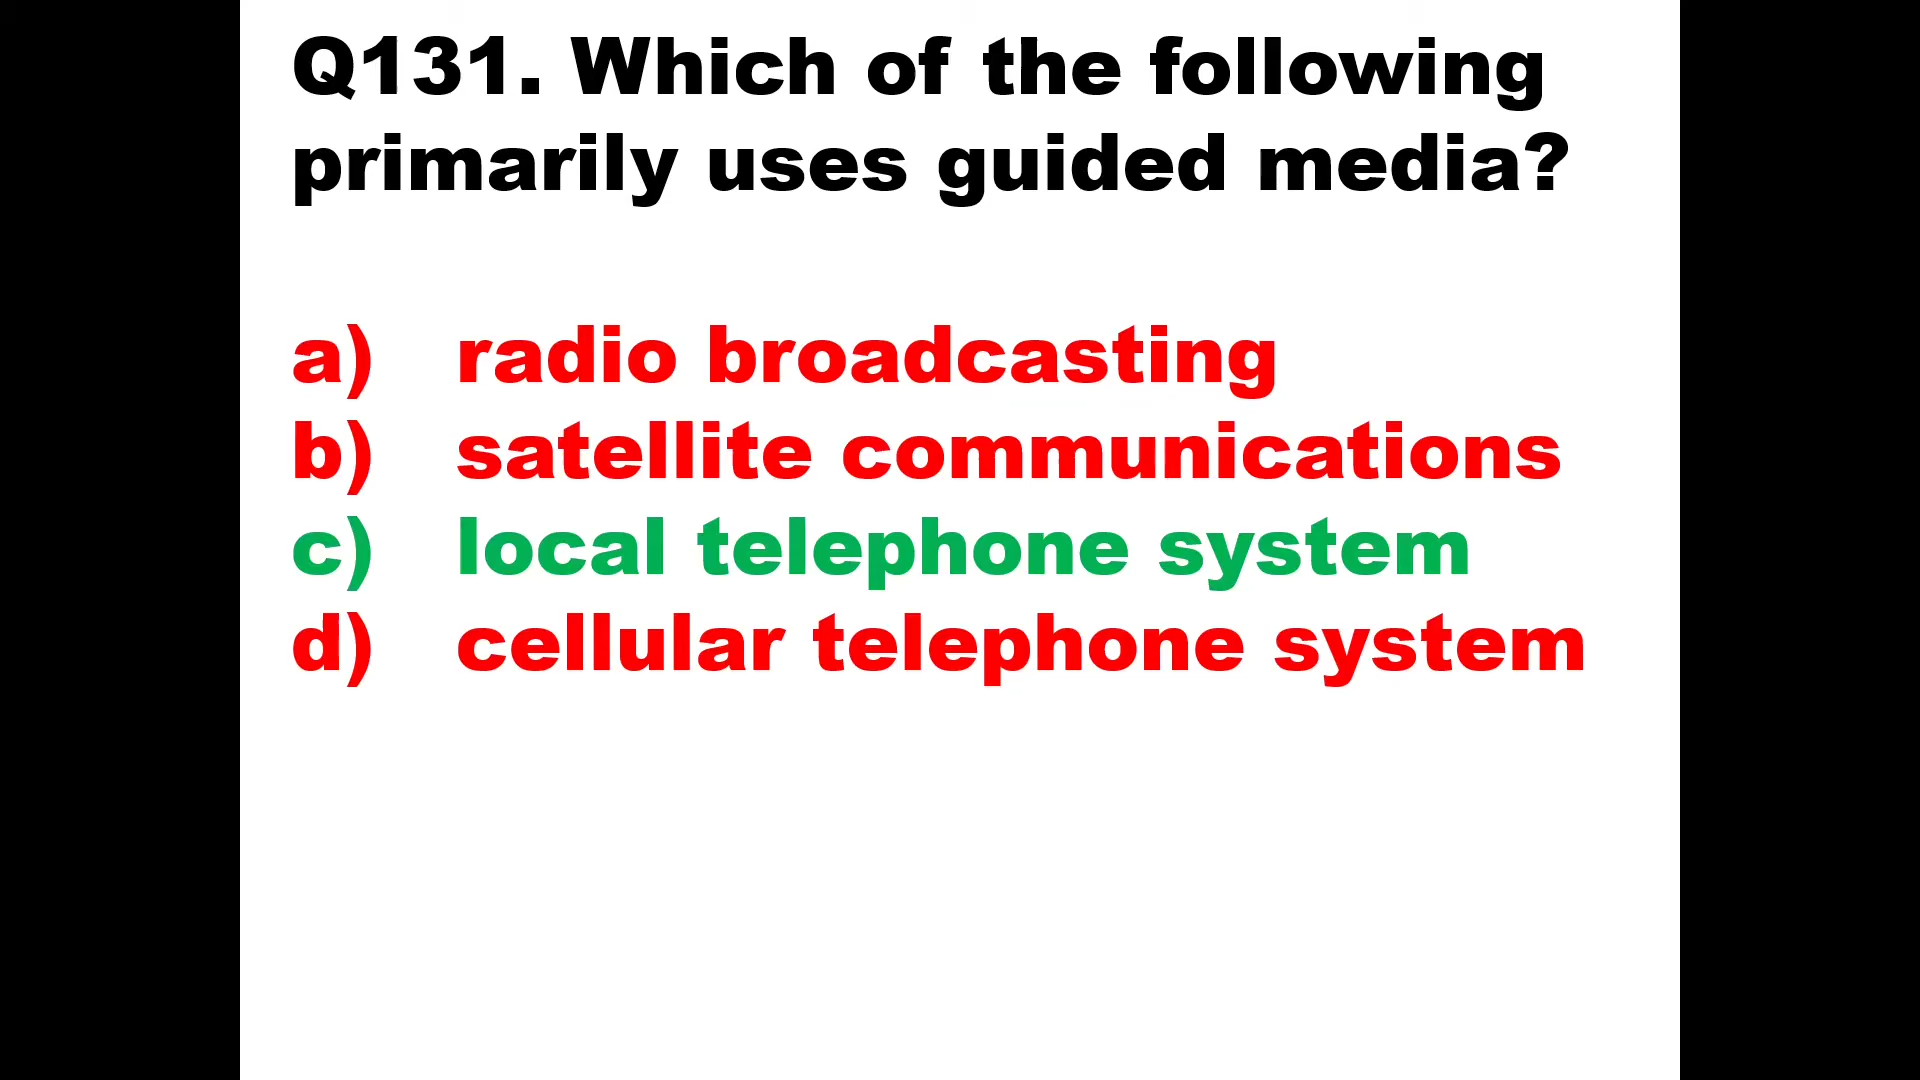 Q131. Which of the following
primarily uses guided media?
a) radio broadcasting
b) satellite communications
c) local telephone system
d) cellular telephone system